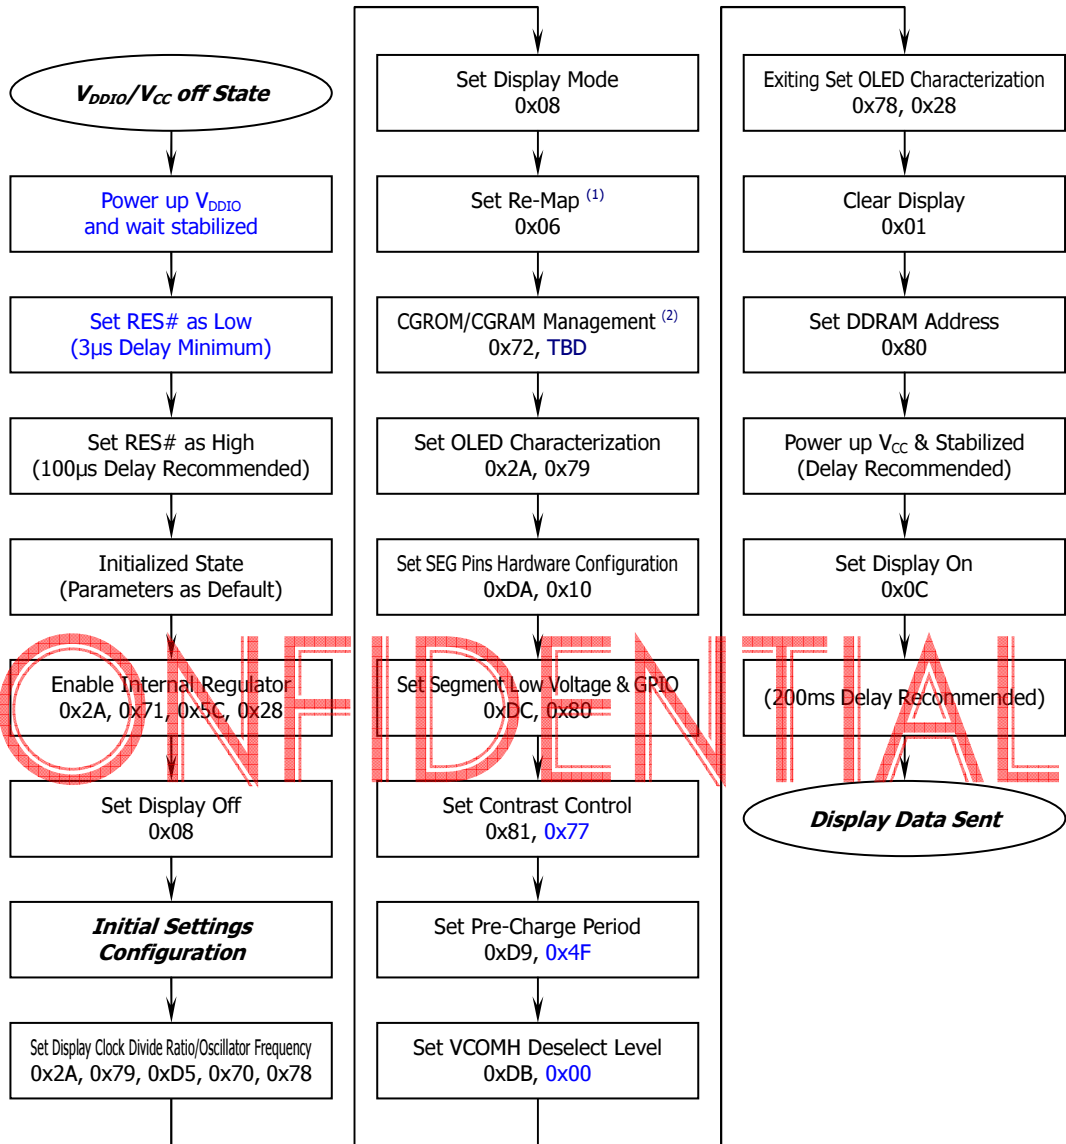 V_DDIO/V_CC off State
Power up V_DDIO
and wait stabilized
Set RES# as Low
(3µs Delay Minimum)
Set RES# as High
(100µs Delay Recommended)
Initialized State
(Parameters as Default)
Enable Internal Regulator
0x2A, 0x71, 0x5C, 0x28
Set Display Off
0x08
Initial Settings
Configuration
Set Display Clock Divide Ratio/Oscillator Frequency
0x2A, 0x79, 0xD5, 0x70, 0x78
Set Display Mode
0x08
Set Re-Map (1)
0x06
CGROM/CGRAM Management (2)
0x72, TBD
Set OLED Characterization
0x2A, 0x79
Set SEG Pins Hardware Configuration
0xDA, 0x10
Set Segment Low Voltage & GPIO
0xDC, 0x80
Set Contrast Control
0x81, 0x77
Set Pre-Charge Period
0xD9, 0x4F
Set VCOMH Deselect Level
0xDB, 0x00
Exiting Set OLED Characterization
0x78, 0x28
Clear Display
0x01
Set DDRAM Address
0x80
Power up V_CC & Stabilized
(Delay Recommended)
Set Display On
0x0C
(200ms Delay Recommended)
Display Data Sent
ONFIDENTIAL